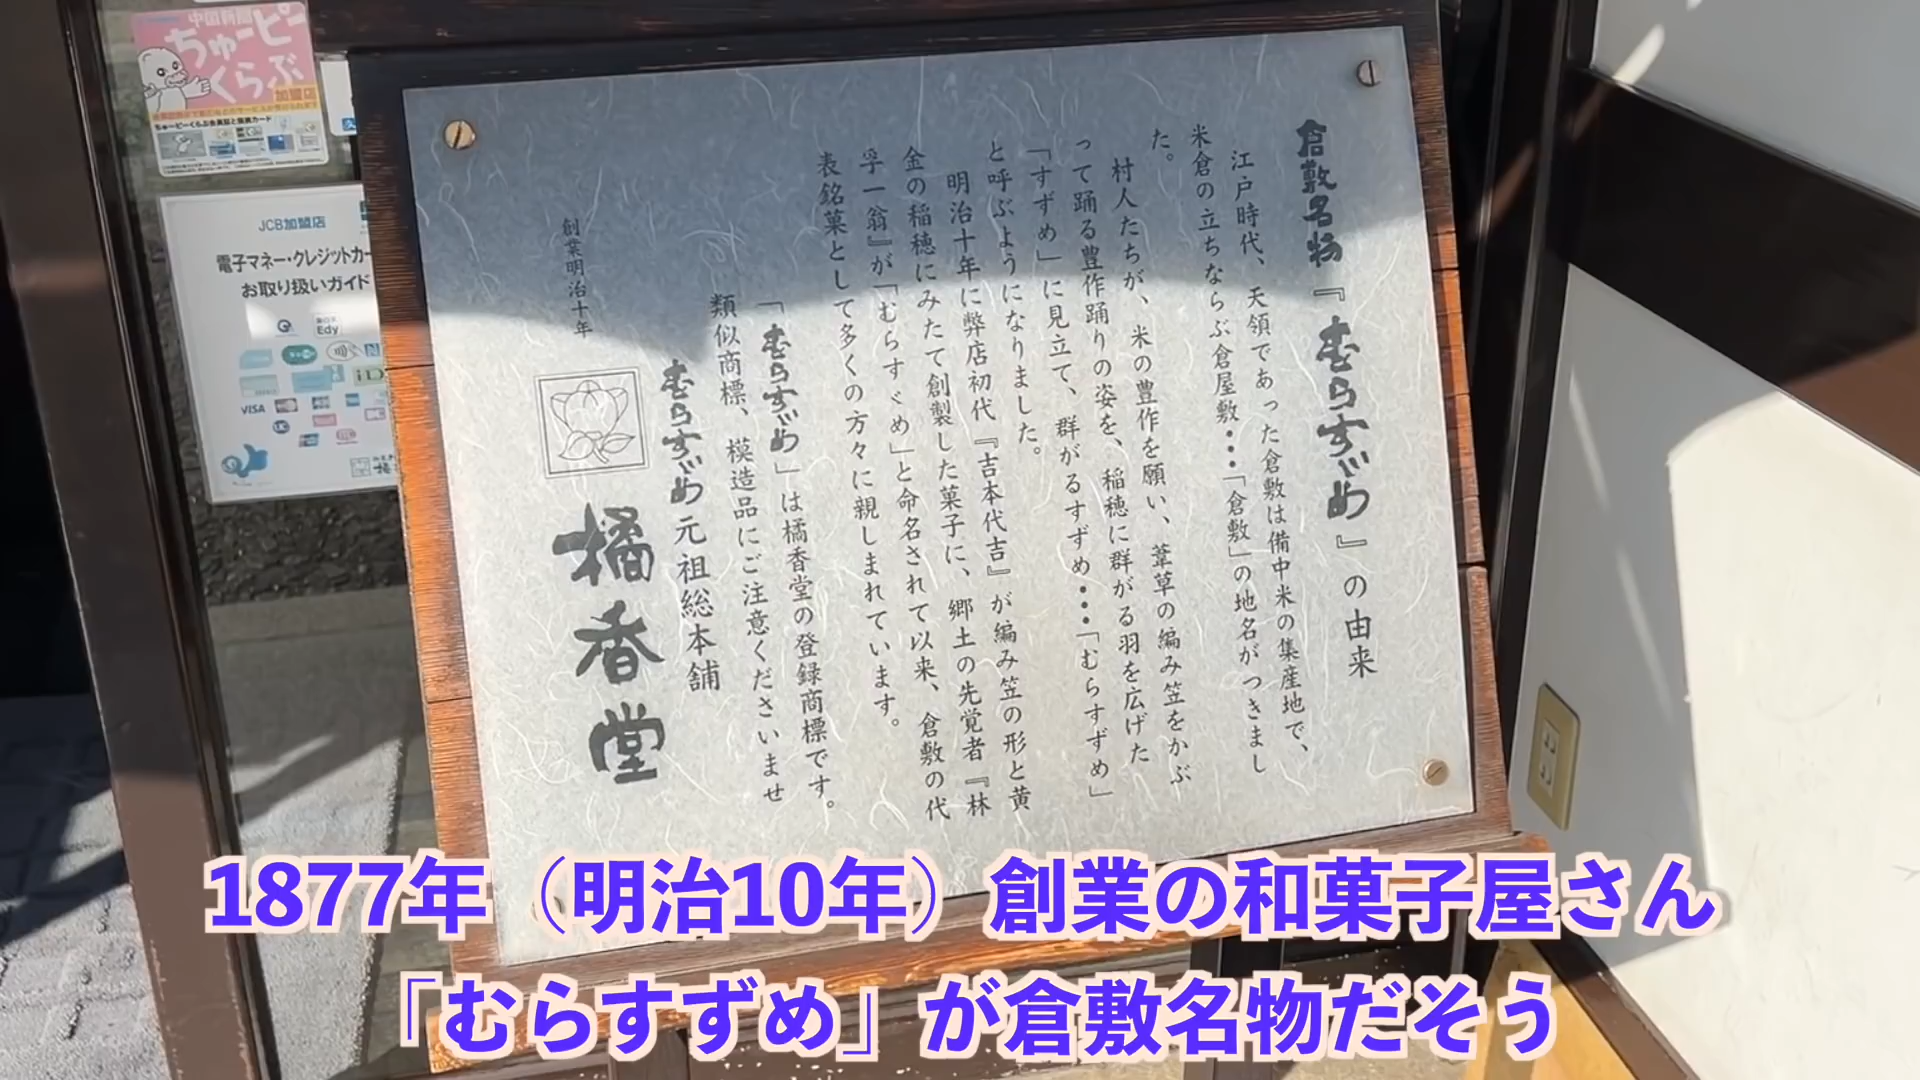 中国新聞
ちゅーピーくらぶ
加盟店
JCB加盟店
電子マネー・クレジットカー
お取り扱いガイド
Edy
iD
VISA
倉敷名物『むらすゞめ』の由来
江戸時代、天領であった倉敷は備中米の集産地で、
米倉の立ちならぶ倉屋敷・・・「倉敷」の地名がつきまし
た。
村人たちが、米の豊作を願い、葦草の編み笠をかぶ
って踊る豊作踊りの姿を、稲穂に群がる羽を広げた
「すずめ」に見立て、群がるすずめ・・・「むらすずめ」
と呼ぶようになりました。
明治十年に弊店初代『吉本代吉』が編み笠の形と黄
金の稲穂にみたて創製した菓子に、郷土の先覚者『林
孚一翁』が「むらすゞめ」と命名されて以来、倉敷の代
表銘菓として多くの方々に親しまれています。
「むらすゞめ」は橘香堂の登録商標です。
類似商標、模造品にご注意くださいませ
むらすゞめ元祖総本舗
創業明治十年
橘香堂
1877年（明治10年）創業の和菓子屋さん
「むらすずめ」が倉敷名物だそう